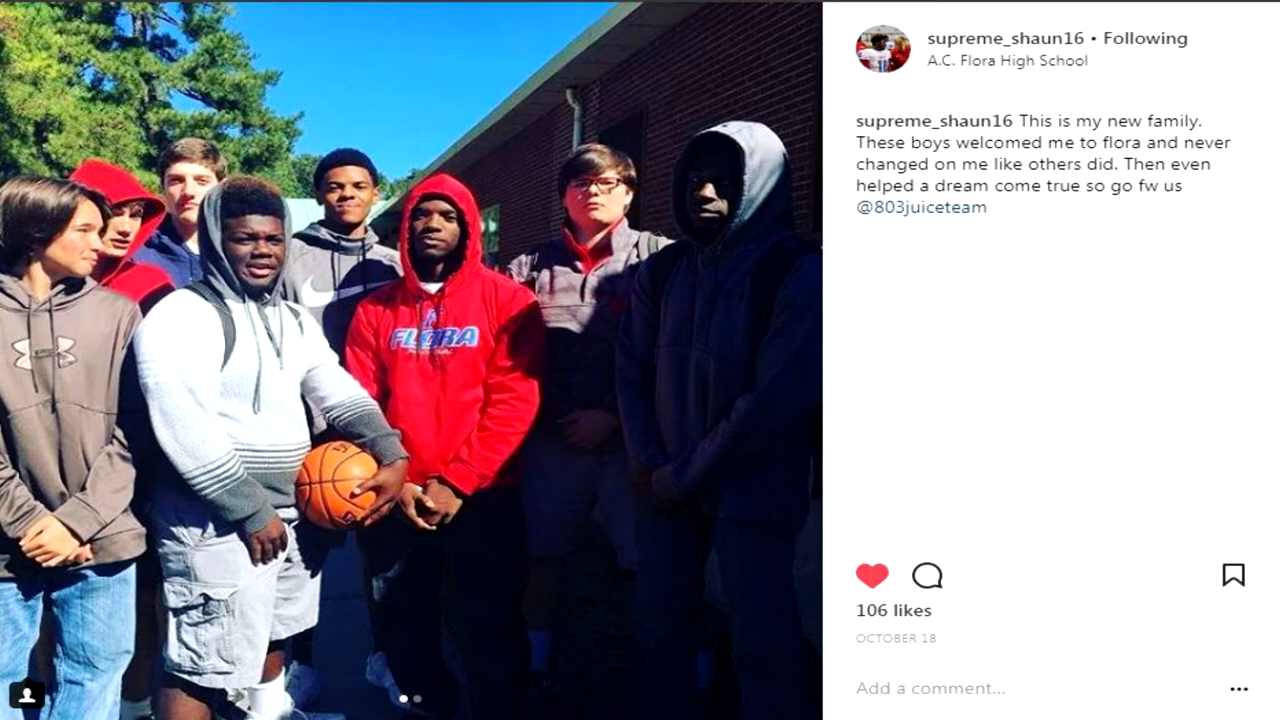 supreme_shaun16 • Following
A.C. Flora High School
supreme_shaun16 This is my new family.
These boys welcomed me to flora and never
changed on me like others did. Then even
helped a dream come true so go fw us
@803juiceteam
FLORA
106 likes
OCTOBER 18
Add a comment...